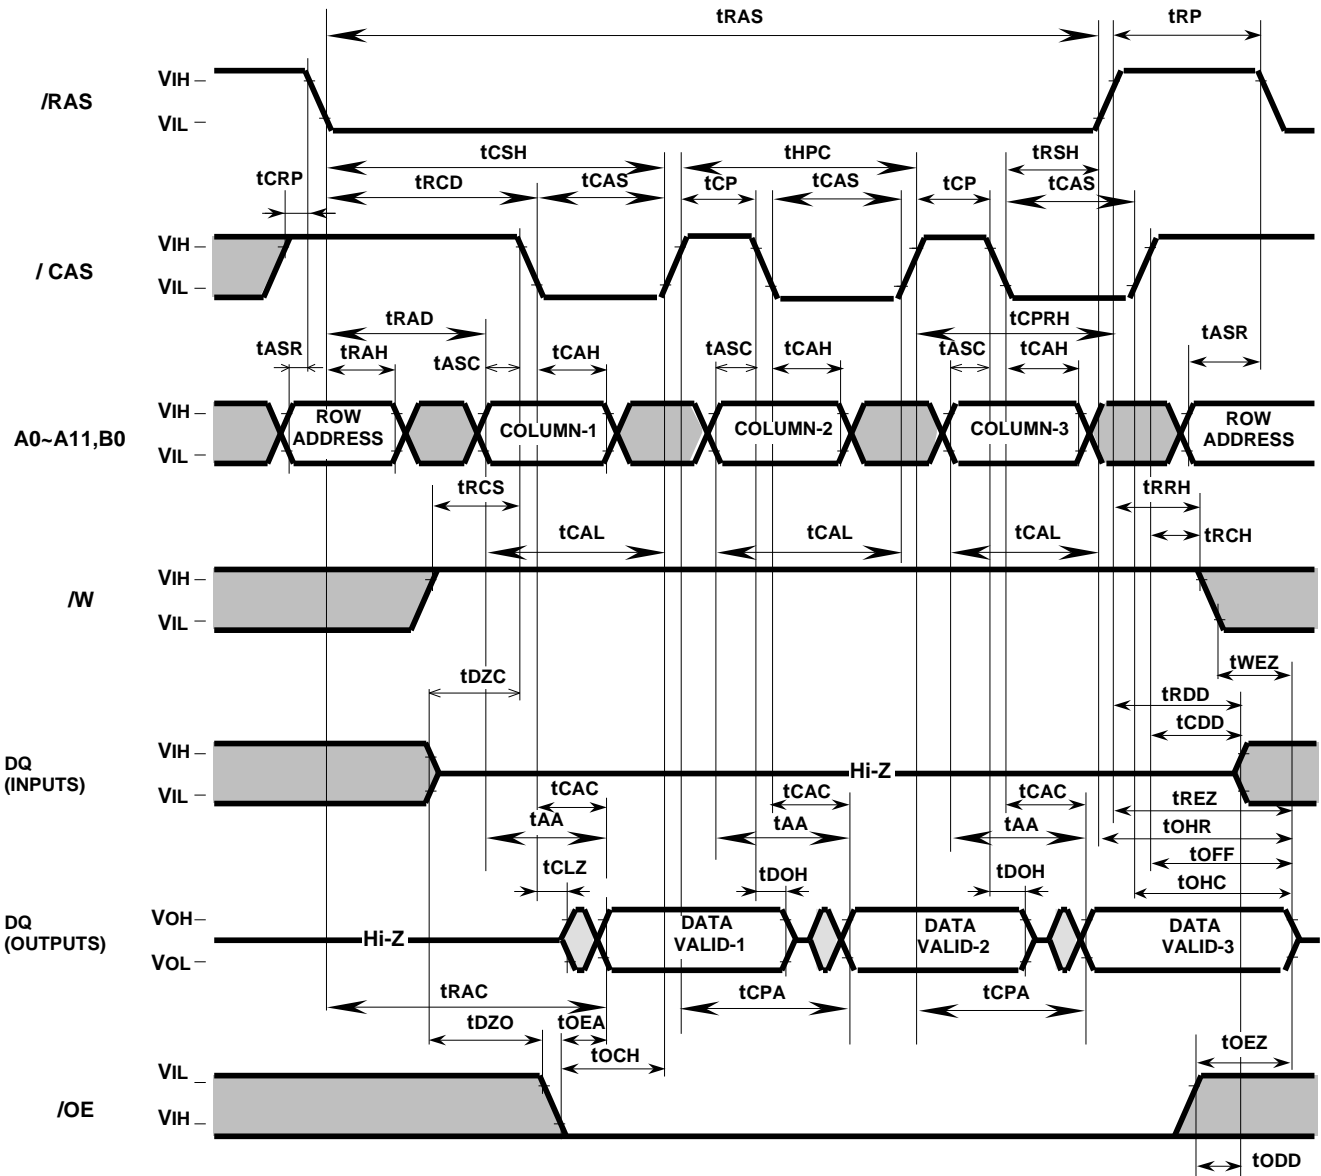 tRAS
tRP
VIH
/RAS
VIL
tCSH
tHPC
tRSH
tCRP
tRCD
tCAS
tCP
tCAS
tCP
tCAS
VIH
/ CAS
VIL
tRAD
tCPRH
tASR
tASR
tRAH
tASC
tCAH
tASC
tCAH
tASC
tCAH
VIH
A0~A11,B0
VIL
ROW
ADDRESS
COLUMN-1
COLUMN-2
COLUMN-3
ROW
ADDRESS
tRCS
tRRH
tCAL
tCAL
tCAL
tRCH
VIH
/W
VIL
tDZC
tWEZ
tRDD
tCDD
DQ
(INPUTS)
VIH
VIL
Hi-Z
tCAC
tCAC
tCAC
tREZ
tAA
tAA
tAA
tOHR
tCLZ
tDOH
tDOH
tOFF
tOHC
DQ
(OUTPUTS)
VOH
VOL
Hi-Z
DATA
VALID-1
DATA
VALID-2
DATA
VALID-3
tRAC
tCPA
tCPA
tDZO
tOEA
tOCH
tOEZ
VIL
/OE
VIH
tODD